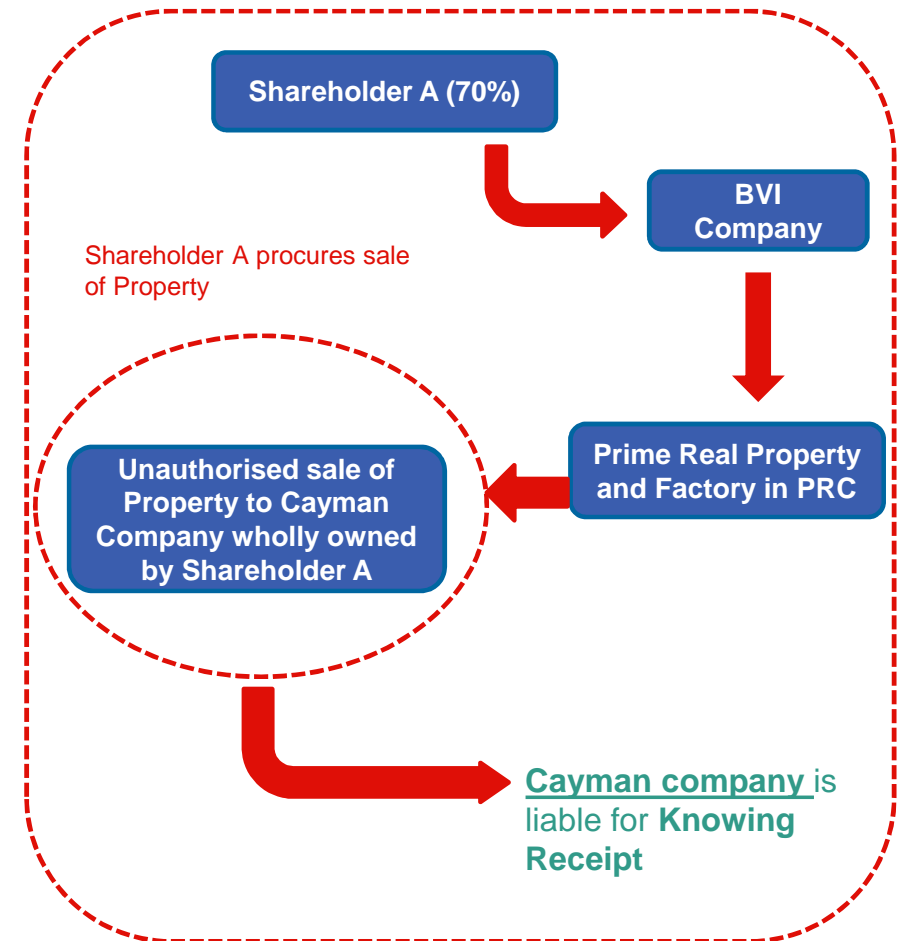 Shareholder A (70%)
BVI
Company
Shareholder A procures sale
of Property
Prime Real Property
and Factory in PRC
Unauthorised sale of
Property to Cayman
Company wholly owned
by Shareholder A
Cayman company is
liable for Knowing
Receipt